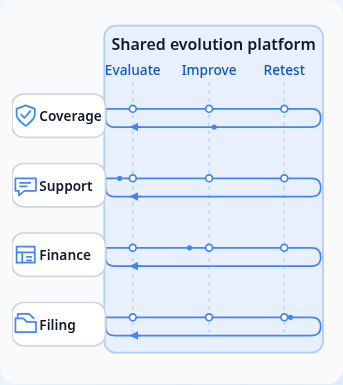 Shared evolution platform
Evaluate Improve Retest
Coverage
Support
Finance
Filing